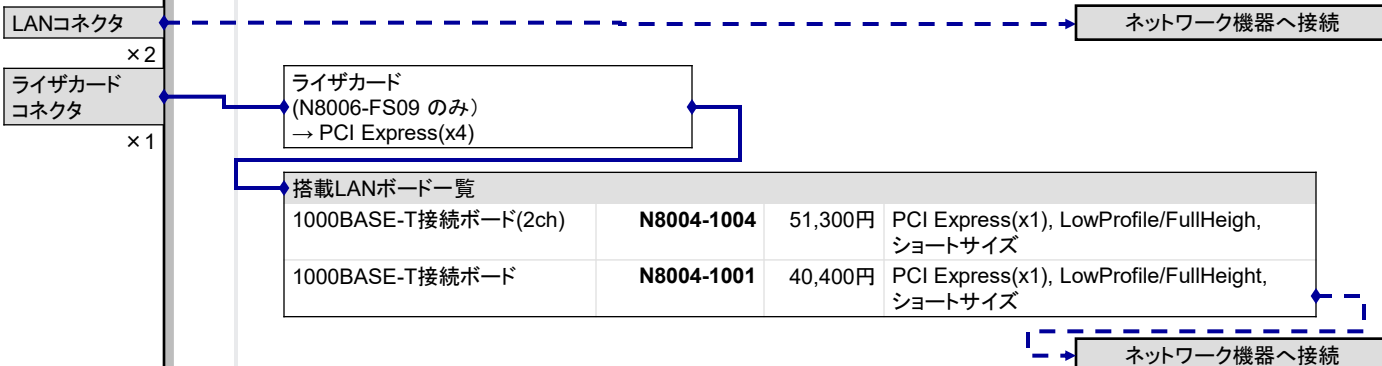 LANコネクタ
ネットワーク機器へ接続
×2
ライザカード
コネクタ
×1
ライザカード
(N8006-FS09 のみ）
→ PCI Express(x4)
搭載LANボード一覧
1000BASE-T接続ボード(2ch) N8004-1004 51,300円 PCI Express(x1), LowProfile/FullHeigh,
ショートサイズ
1000BASE-T接続ボード N8004-1001 40,400円 PCI Express(x1), LowProfile/FullHeight,
ショートサイズ
ネットワーク機器へ接続